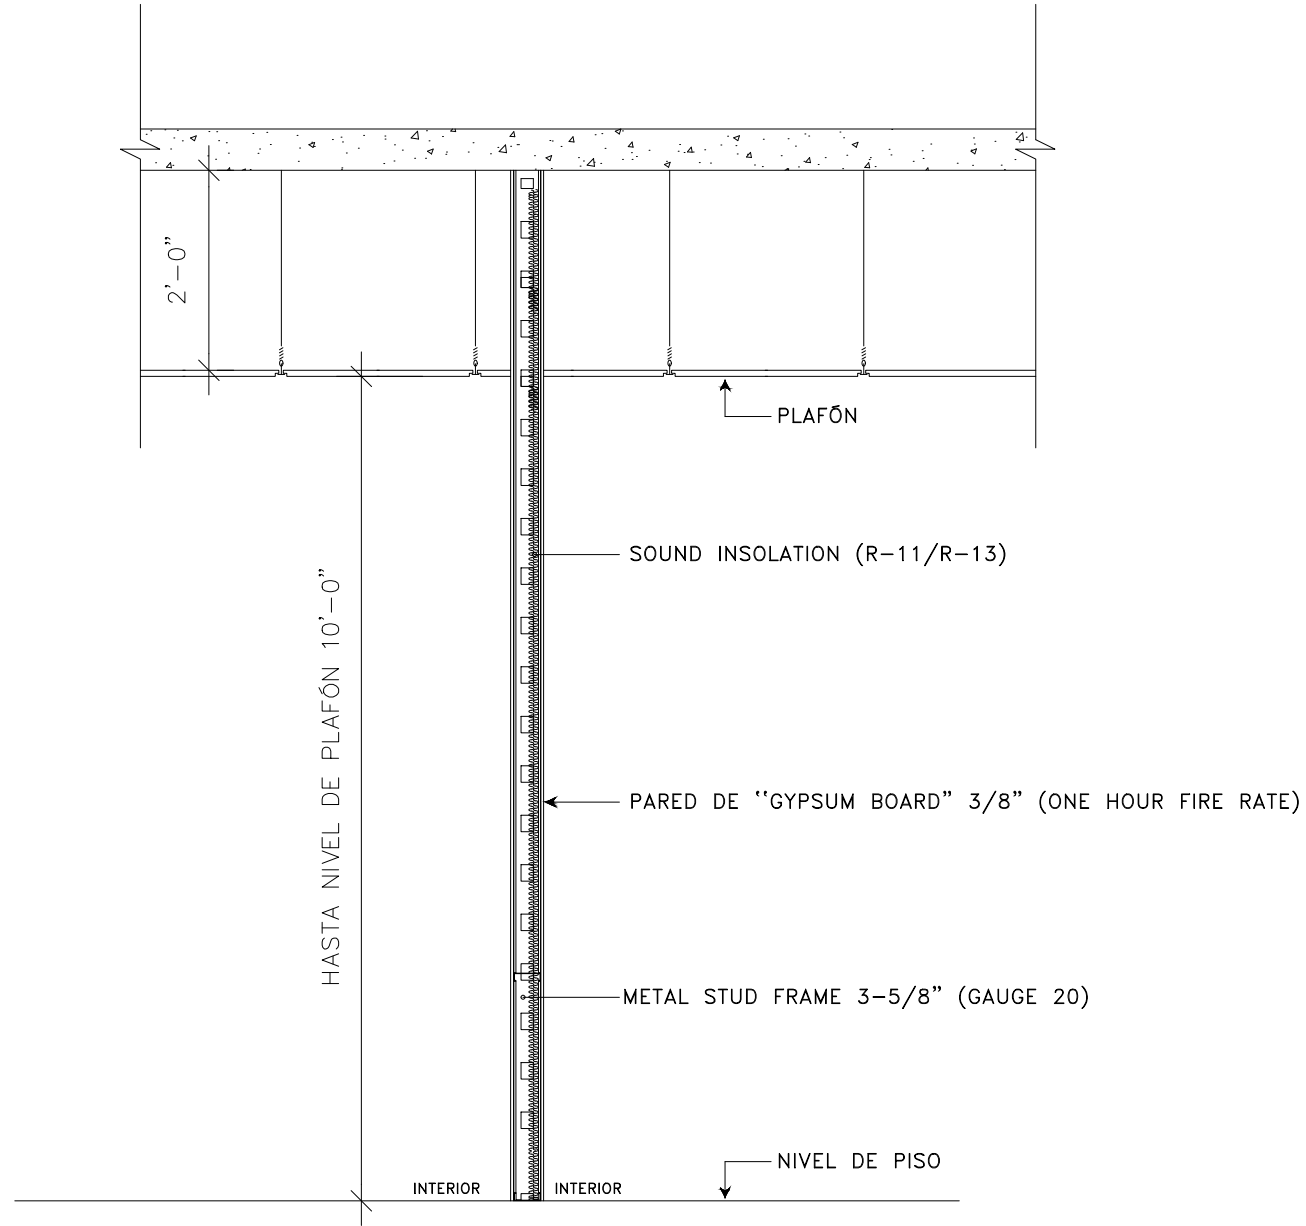 2'-0"
PLAFŌN
SOUND INSOLATION (R-11/R-13)
HASTA NIVEL DE PLAFÓN 10'-0"
PARED DE "GYPSUM BOARD" 3/8" (ONE HOUR FIRE RATE)
METAL STUD FRAME 3-5/8" (GAUGE 20)
NIVEL DE PISO
INTERIOR
INTERIOR